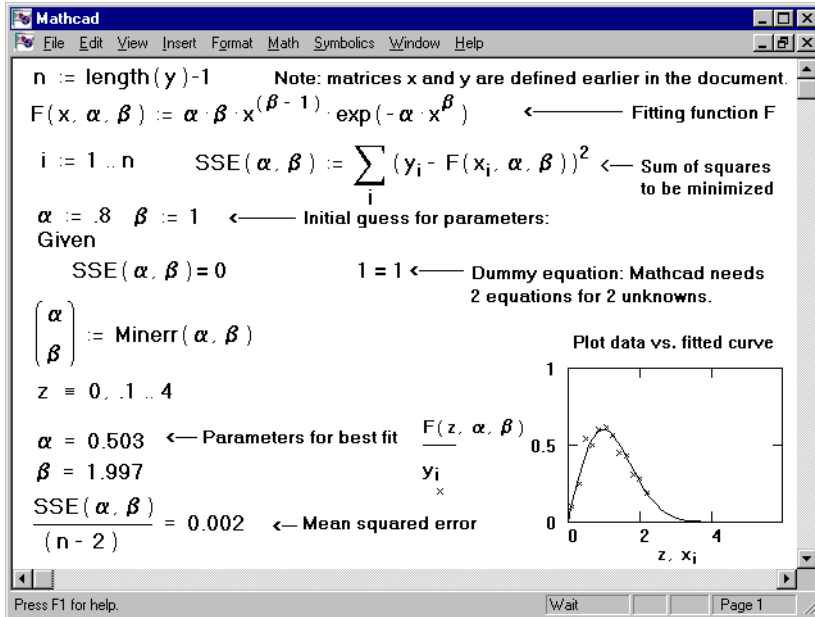 Mathcad
File Edit View Insert Format Math Symbolics Window Help
n := length(y)-1 Note: matrices x and y are defined earlier in the document.
F(x, α, β) := α · β · x^(β - 1) · exp(-α · x^β) Fitting function F
i := 1 .. n SSE(α, β) := ∑i (yi - F(xi, α, β))² Sum of squares
to be minimized
α := .8 β := 1 Initial guess for parameters:
Given
SSE(α, β) = 0 1 = 1 Dummy equation: Mathcad needs
2 equations for 2 unknowns.
(α β) := Minerr(α, β)
Plot data vs. fitted curve
z ≡ 0, .1 .. 4
α = 0.503 Parameters for best fit
β = 1.997
SSE(α, β)/(n - 2) = 0.002 Mean squared error
F(z, α, β)
yi
×
1
0.5
0
0 2 4
z, xi
Press F1 for help. Wait Page 1